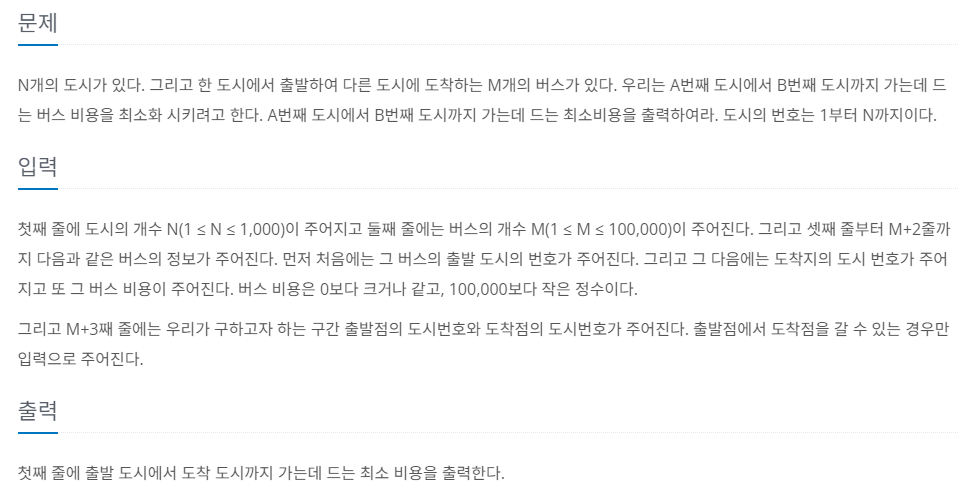 문제
N개의 도시가 있다. 그리고 한 도시에서 출발하여 다른 도시에 도착하는 M개의 버스가 있다. 우리는 A번째 도시에서 B번째 도시까지 가는데 드
는 버스 비용을 최소화 시키려고 한다. A번째 도시에서 B번째 도시까지 가는데 드는 최소비용을 출력하여라. 도시의 번호는 1부터 N까지이다.
입력
첫째 줄에 도시의 개수 N(1 ≤ N ≤ 1,000)이 주어지고 둘째 줄에는 버스의 개수 M(1 ≤ M ≤ 100,000)이 주어진다. 그리고 셋째 줄부터 M+2줄까
지 다음과 같은 버스의 정보가 주어진다. 먼저 처음에는 그 버스의 출발 도시의 번호가 주어진다. 그리고 그 다음에는 도착지의 도시 번호가 주어
지고 또 그 버스 비용이 주어진다. 버스 비용은 0보다 크거나 같고, 100,000보다 작은 정수이다.
그리고 M+3째 줄에는 우리가 구하고자 하는 구간 출발점의 도시번호와 도착점의 도시번호가 주어진다. 출발점에서 도착점을 갈 수 있는 경우만
입력으로 주어진다.
출력
첫째 줄에 출발 도시에서 도착 도시까지 가는데 드는 최소 비용을 출력한다.